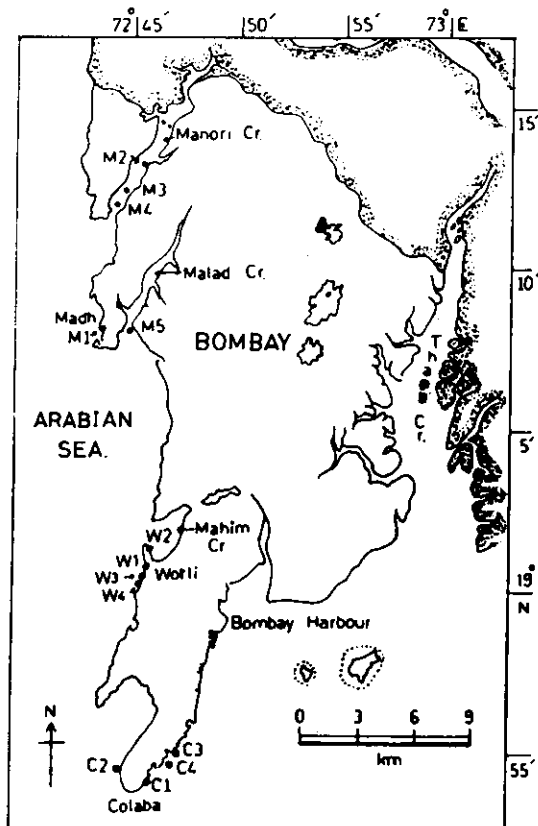 72°45′ 50′ 55′ 73°E
15′
Manori Cr.
M2
M3
M4
10′
Malad Cr.
Madh
M1
M5
BOMBAY
Thane Cr.
ARABIAN
SEA.
5′
W2
Mahim
Cr
W1
W3
Worli
W4
19°
N
Bombay Harbour
N
0 3 6 9
km
C3
C2
C4
55′
C1
Colaba